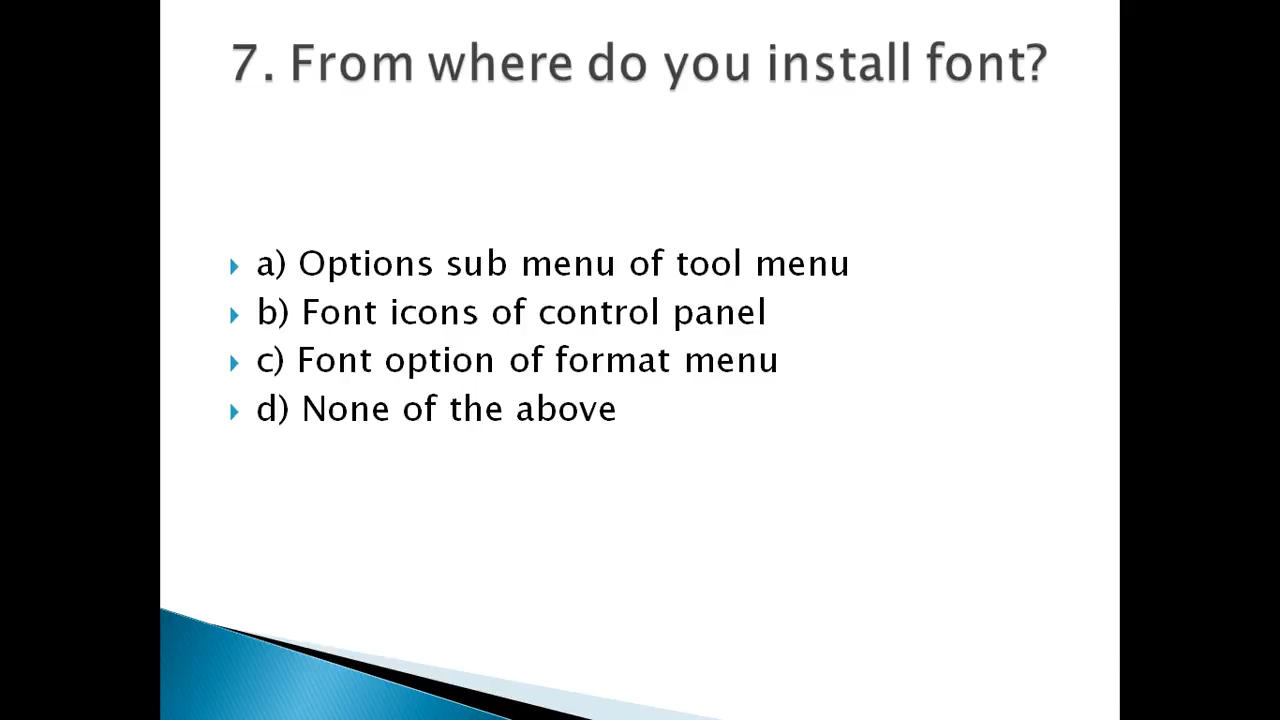 7. From where do you install font?
a) Options sub menu of tool menu
b) Font icons of control panel
c) Font option of format menu
d) None of the above